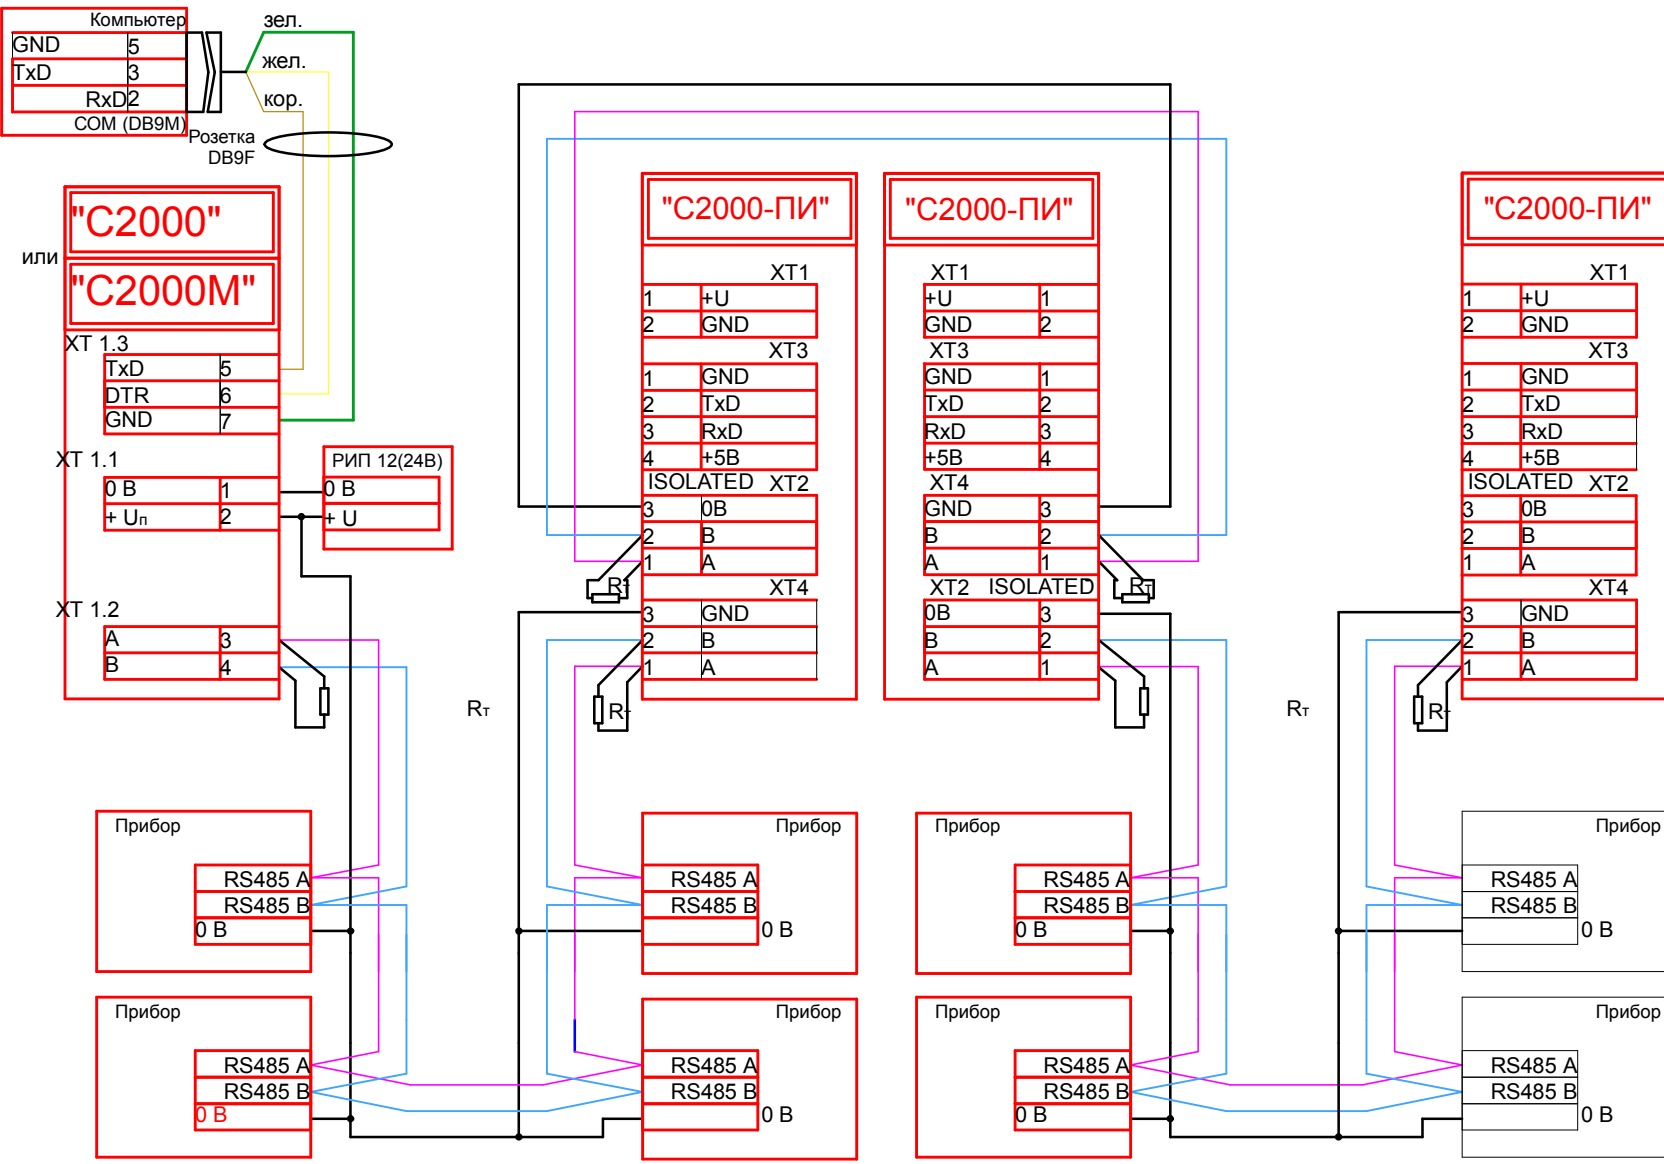 Компьютер
GND 5
TxD 3
RxD 2
COM (DB9M)
зел.
жел.
кор.
Розетка
DB9F
"С2000"
или
"С2000М"
XT 1.3
TxD 5
DTR 6
GND 7
XT 1.1
0 В 1
+ Uп 2
РИП 12(24В)
0 В
+ U
XT 1.2
A 3
B 4
"С2000-ПИ"
XT1
1 +U
2 GND
XT3
1 GND
2 TxD
3 RxD
4 +5В
ISOLATED XT2
3 0В
2 B
1 A
Rт
XT4
3 GND
2 B
1 A
Rт
Rт
"С2000-ПИ"
XT1
+U 1
GND 2
XT3
GND 1
TxD 2
RxD 3
+5В 4
XT4
GND 3
B 2
A 1
Rт
XT2 ISOLATED
0В 3
B 2
A 1
Rт
"С2000-ПИ"
XT1
1 +U
2 GND
XT3
1 GND
2 TxD
3 RxD
4 +5В
ISOLATED XT2
3 0В
2 B
1 A
XT4
3 GND
2 B
1 A
Rт
Прибор
RS485 A
RS485 B
0 В
Прибор
RS485 A
RS485 B
0 В
Прибор
RS485 A
RS485 B
0 В
Прибор
RS485 A
RS485 B
0 В
Прибор
RS485 A
RS485 B
0 В
Прибор
RS485 A
RS485 B
0 В
Прибор
RS485 A
RS485 B
0 В
Прибор
RS485 A
RS485 B
0 В